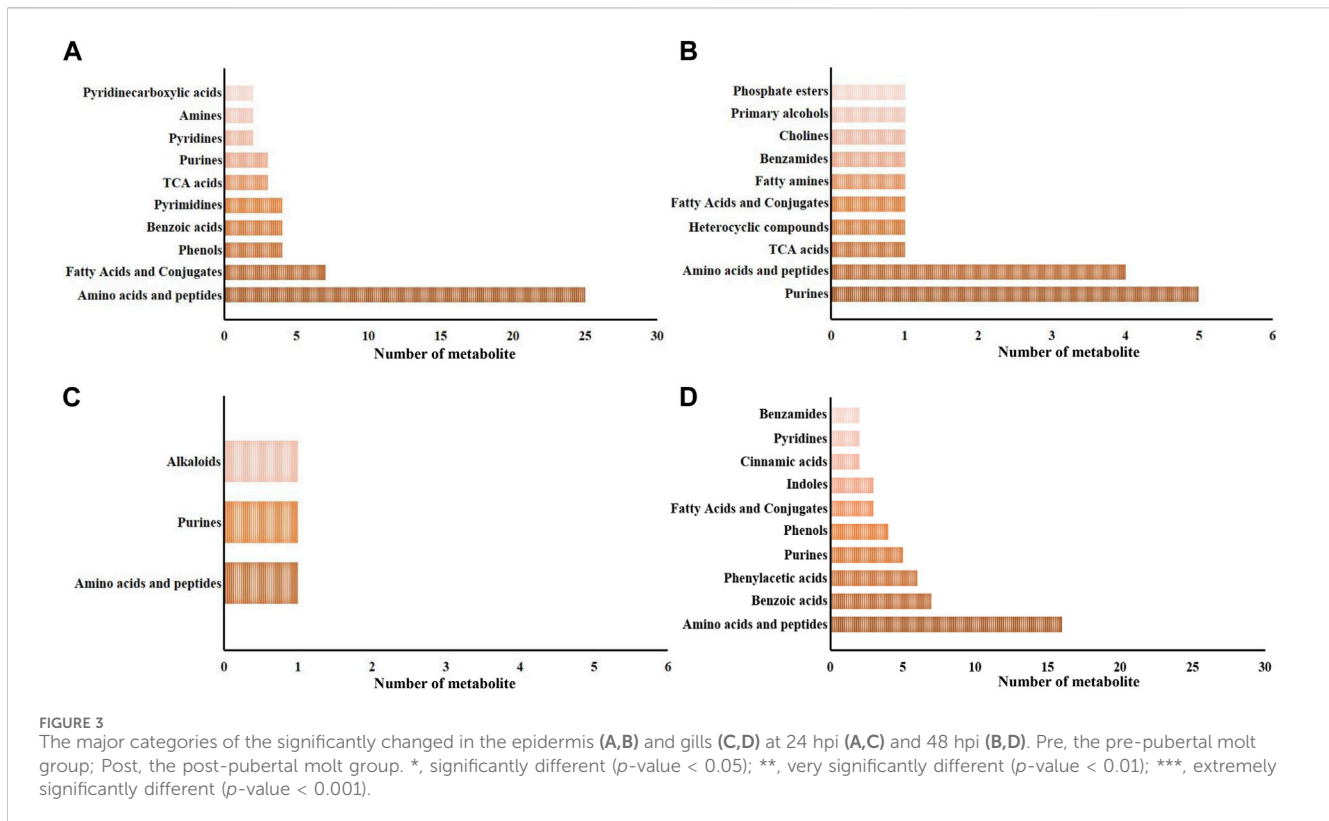 A
Pyridinecarboxylic acids
Amines
Pyridines
Purines
TCA acids
Pyrimidines
Benzoic acids
Phenols
Fatty Acids and Conjugates
Amino acids and peptides
0 5 10 15 20 25 30
Number of metabolite
B
Phosphate esters
Primary alcohols
Cholines
Benzamides
Fatty amines
Fatty Acids and Conjugates
Heterocyclic compounds
TCA acids
Amino acids and peptides
Purines
0 1 2 3 4 5 6
Number of metabolite
C
Alkaloids
Purines
Amino acids and peptides
0 1 2 3 4 5 6
Number of metabolite
D
Benzamides
Pyridines
Cinnamic acids
Indoles
Fatty Acids and Conjugates
Phenols
Purines
Phenylacetic acids
Benzoic acids
Amino acids and peptides
0 5 10 15 20 25 30
Number of metabolite
FIGURE 3
The major categories of the significantly changed in the epidermis (A,B) and gills (C,D) at 24 hpi (A,C) and 48 hpi (B,D). Pre, the pre-pubertal molt
group; Post, the post-pubertal molt group. *, significantly different (p-value < 0.05); **, very significantly different (p-value < 0.01); ***, extremely
significantly different (p-value < 0.001).